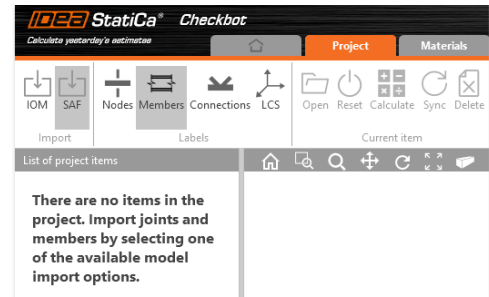 IDEA StatiCa® Checkbot
Calculate yesterday's estimates
Project Materials
IOM SAF Nodes Members Connections LCS Open Reset Calculate Sync Delete
Import Labels Current item
List of project items
There are no items in the
project. Import joints and
members by selecting one
of the available model
import options.